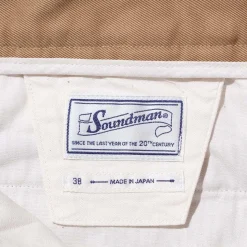 Soundman®
SINCE THE LAST YEAR OF THE 20TH CENTURY
38
MADE IN JAPAN